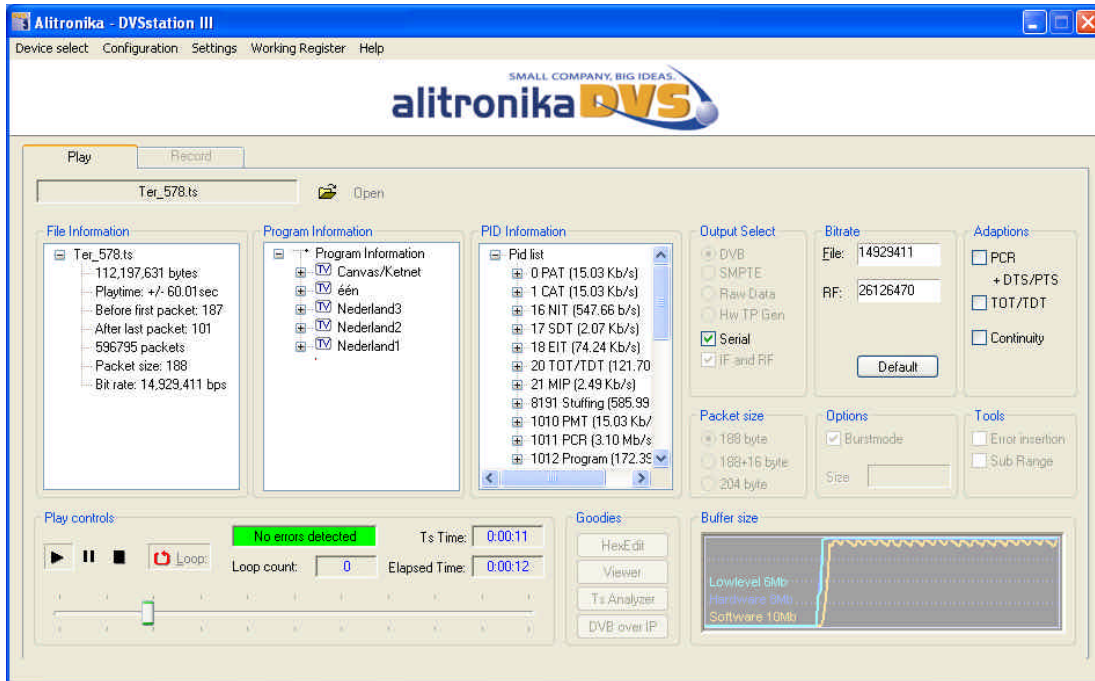 Alitronika - DVSstation III
Device select Configuration Settings Working Register Help
SMALL COMPANY, BIG IDEAS.
alitronika DVS
Play
Record
Ter_578.ts
Open
File Information
Ter_578.ts
112,197,631 bytes
Playtime: +/- 60.01sec
Before first packet: 187
After last packet: 101
596795 packets
Packet size: 188
Bit rate: 14,929,411 bps
Program Information
Program Information
TV Canvas/Ketnet
TV één
TV Nederland3
TV Nederland2
TV Nederland1
PID Information
Pid list
0 PAT (15.03 Kb/s)
1 CAT (15.03 Kb/s)
16 NIT (547.66 b/s)
17 SDT (2.07 Kb/s)
18 EIT (74.24 Kb/s)
20 TOT/TDT (121.70
21 MIP (2.49 Kb/s)
8191 Stuffing (585.99
1010 PMT (15.03 Kb/
1011 PCR (3.10 Mb/s
1012 Program (172.39
Output Select
DVB
SMPTE
Raw Data
Hw TP Gen
Serial
IF and RF
Bitrate
File: 14929411
RF: 26126470
Default
Adaptions
PCR
+ DTS/PTS
TOT/TDT
Continuity
Packet size
188 byte
188+16 byte
204 byte
Options
Burstmode
Size
Tools
Error insertion
Sub Range
Play controls
Loop:
No errors detected
Loop count: 0
Ts Time: 0:00:11
Elapsed Time: 0:00:12
Goodies
HexEdit
Viewer
Ts Analyzer
DVB over IP
Buffer size
Lowlevel 6Mb
Software 10Mb